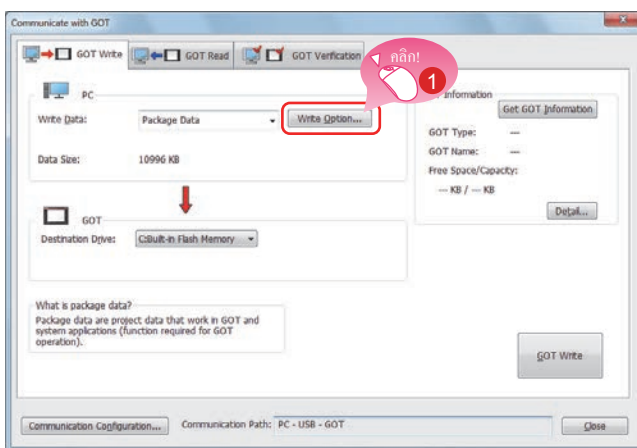 Communicate with GOT
GOT Write
GOT Read
GOT Verification
คลิก!
1
PC
Write Data:
Package Data
Write Option...
Data Size:
10996 KB
Information
Get GOT Information
GOT Type:
---
GOT Name:
---
Free Space/Capacity:
--- KB / --- KB
Detail...
GOT
Destination Drive:
C:Built-in Flash Memory
What is package data?
Package data are project data that work in GOT and
system applications (function required for GOT
operation).
GOT Write
Communication Configuration...
Communication Path:
PC - USB - GOT
Close